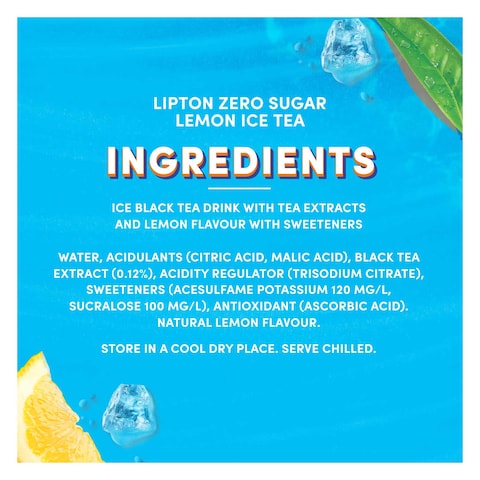 LIPTON ZERO SUGAR
LEMON ICE TEA
INGREDIENTS
ICE BLACK TEA DRINK WITH TEA EXTRACTS
AND LEMON FLAVOUR WITH SWEETENERS
WATER, ACIDULANTS (CITRIC ACID, MALIC ACID), BLACK TEA
EXTRACT (0.12%), ACIDITY REGULATOR (TRISODIUM CITRATE),
SWEETENERS (ACESULFAME POTASSIUM 120 MG/L,
SUCRALOSE 100 MG/L), ANTIOXIDANT (ASCORBIC ACID).
NATURAL LEMON FLAVOUR.
STORE IN A COOL DRY PLACE. SERVE CHILLED.